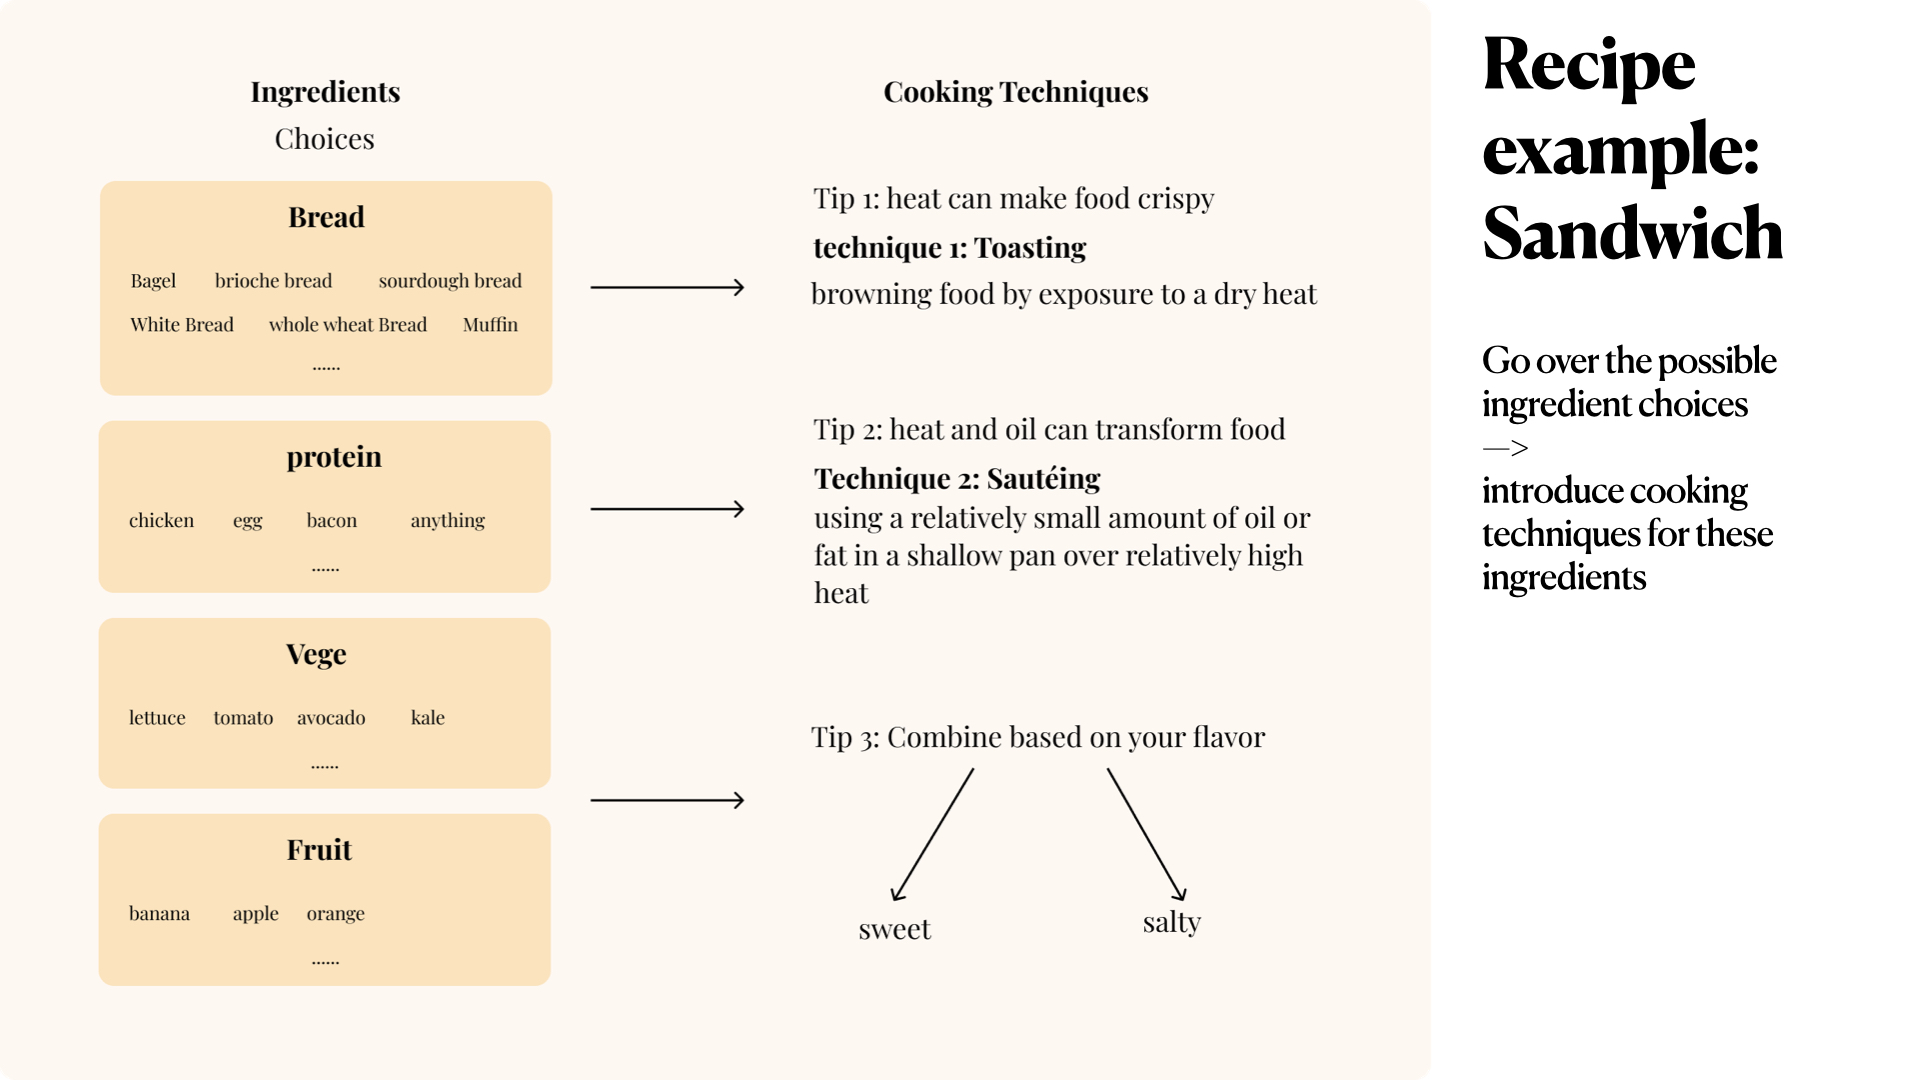 Ingredients
Choices
Bread
Bagel brioche bread sourdough bread
White Bread whole wheat Bread Muffin
......
protein
chicken egg bacon anything
......
Vege
lettuce tomato avocado kale
......
Fruit
banana apple orange
......
Cooking Techniques
Tip 1: heat can make food crispy
technique 1: Toasting
browning food by exposure to a dry heat
Tip 2: heat and oil can transform food
Technique 2: Sautéing
using a relatively small amount of oil or
fat in a shallow pan over relatively high
heat
Tip 3: Combine based on your flavor
sweet
salty
Recipe
example:
Sandwich
Go over the possible
ingredient choices
—>
introduce cooking
techniques for these
ingredients